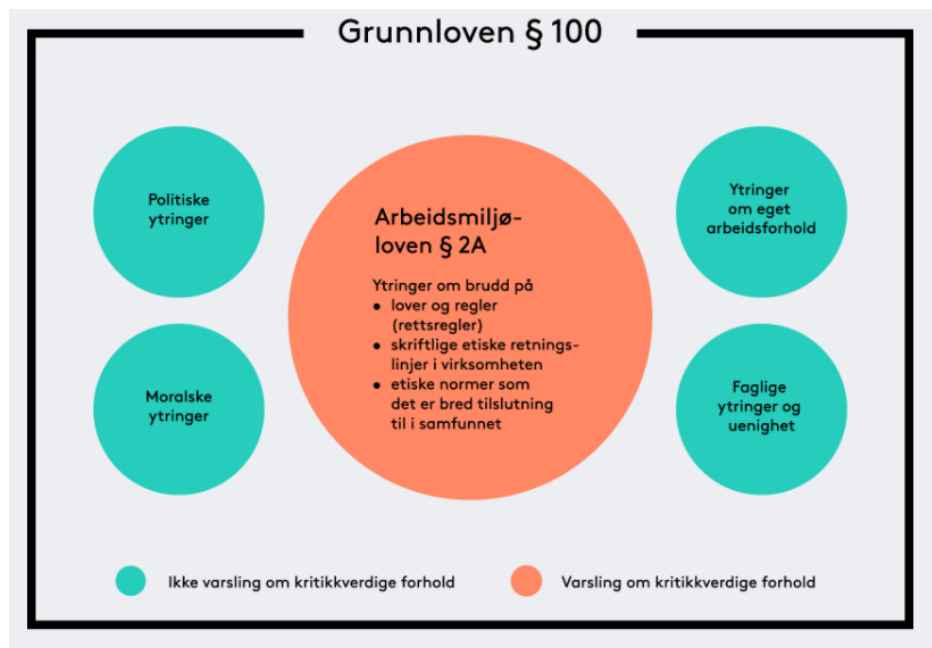 Grunnloven § 100
Politiske
ytringer
Moralske
ytringer
Arbeidsmiljø-
loven § 2A
Ytringer om brudd på
• lover og regler
(rettsregler)
• skriftlige etiske retnings-
linjer i virksomheten
• etiske normer som
det er bred tilslutning
til i samfunnet
Ytringer
om eget
arbeidsforhold
Faglige
ytringer og
uenighet
Ikke varsling om kritikkverdige forhold
Varsling om kritikkverdige forhold